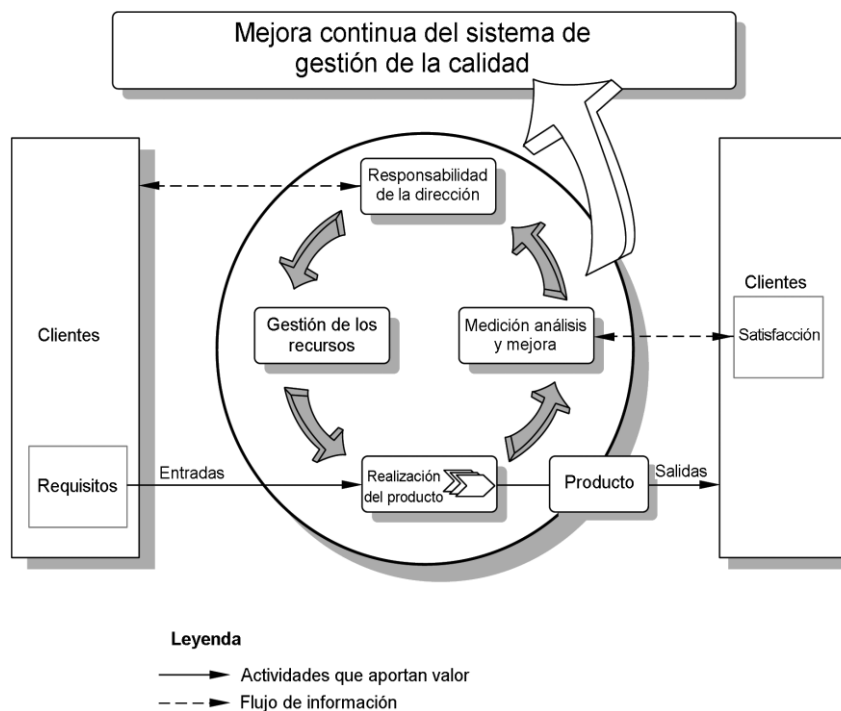 Mejora continua del sistema de
gestión de la calidad
Responsabilidad
de la dirección
Clientes
Gestión de los
recursos
Medición análisis
y mejora
Clientes
Satisfacción
Requisitos
Entradas
Realización
del producto
Producto
Salidas
Leyenda
Actividades que aportan valor
Flujo de información